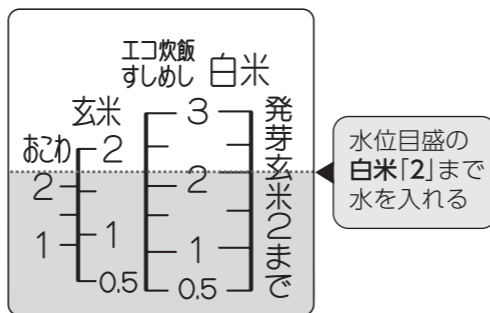 エコ炊飯
すしめし
白米
玄米
おこわ
3
2
1
0.5
2
1
0.5
2
1
発芽玄米2まで
水位目盛の
白米「2」まで
水を入れる